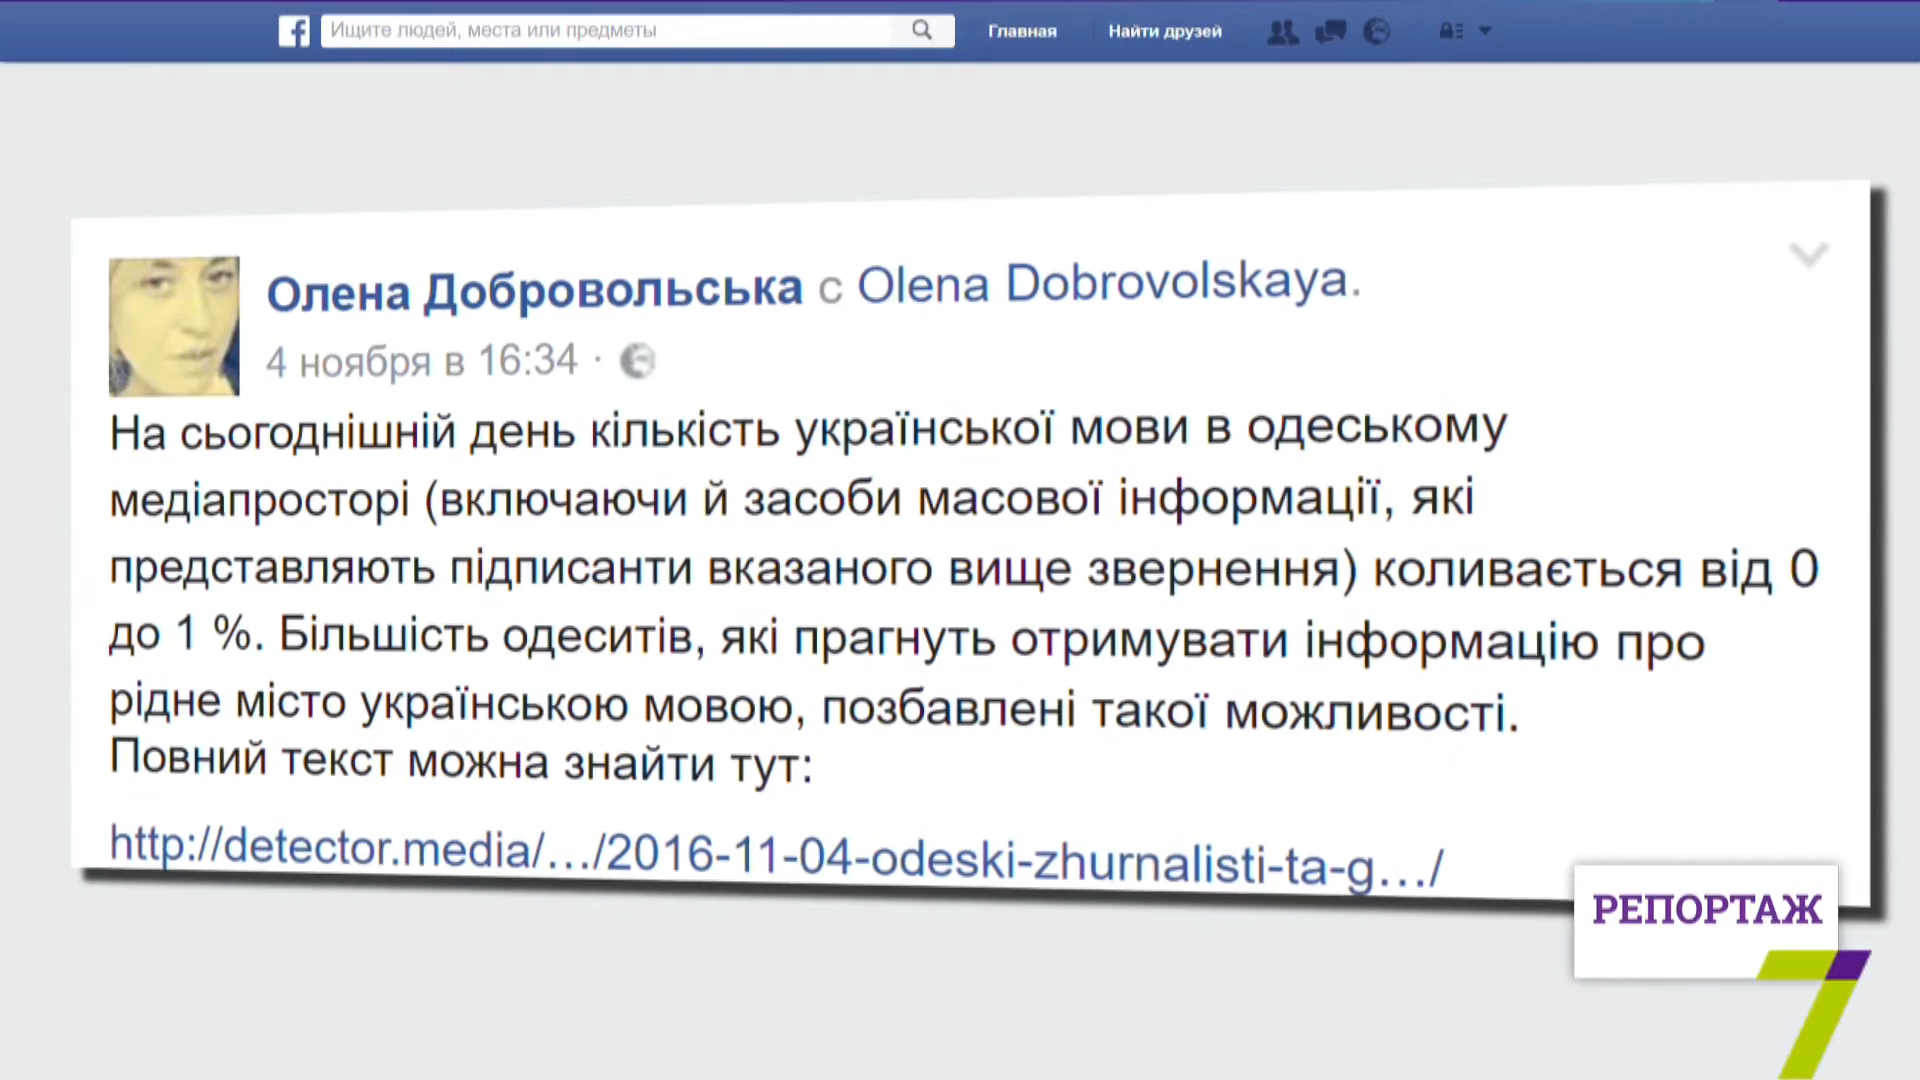 Ищите людей, места или предметы
Главная
Найти друзей
Олена Добровольська с Olena Dobrovolskaya.
4 ноября в 16:34 ·
На сьогоднішній день кількість української мови в одеському
медіапросторі (включаючи й засоби масової інформації, які
представляють підписанти вказаного вище звернення) коливається від 0
до 1 %. Більшість одеситів, які прагнуть отримувати інформацію про
рідне місто українською мовою, позбавлені такої можливості.
Повний текст можна знайти тут:
http://detector.media/…/2016-11-04-odeski-zhurnalisti-ta-g…/
РЕПОРТАЖ
7